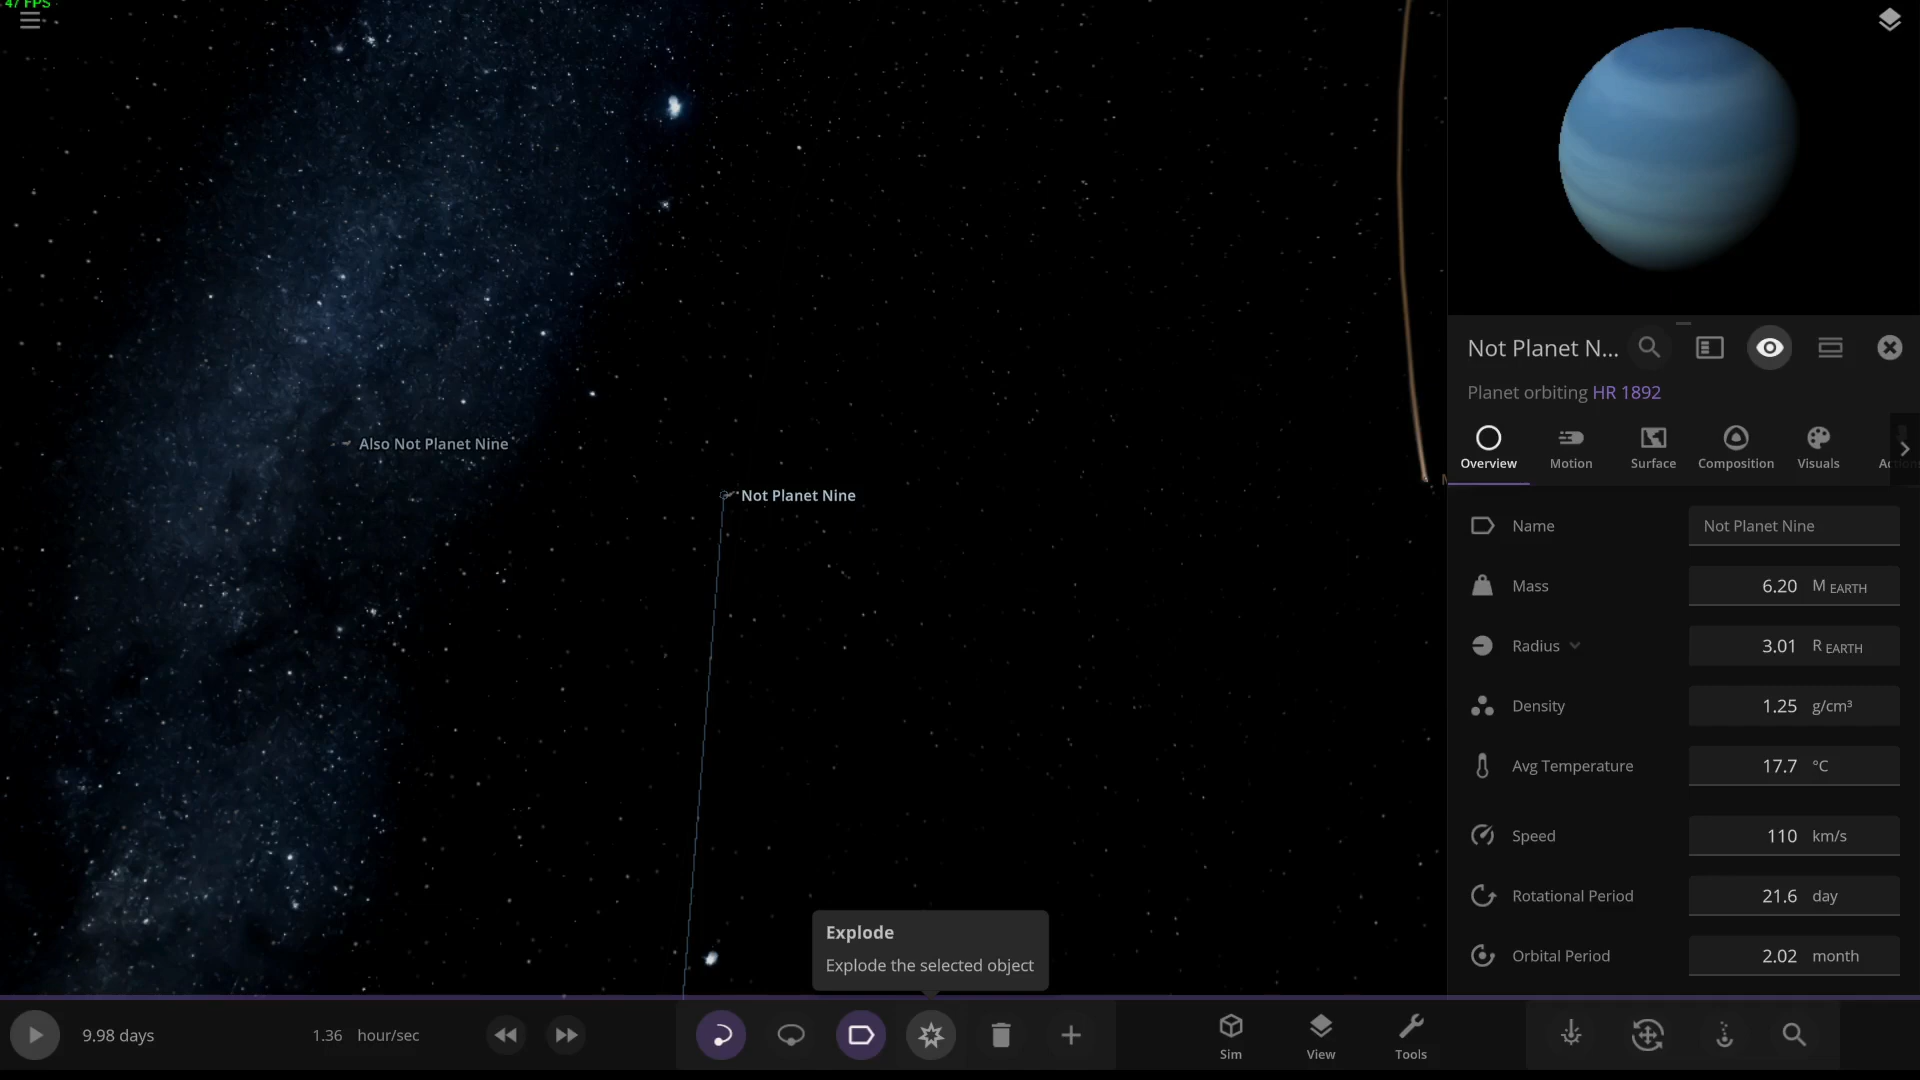 47 FPS
Also Not Planet Nine
Not Planet Nine
Explode
Explode the selected object
Not Planet N...
Planet orbiting HR 1892
Overview
Motion
Surface
Composition
Visuals
Name
Not Planet Nine
Mass
6.20 M EARTH
Radius
3.01 R EARTH
Density
1.25 g/cm³
Avg Temperature
17.7 °C
Speed
110 km/s
Rotational Period
21.6 day
Orbital Period
2.02 month
9.98 days
1.36 hour/sec
Sim
View
Tools